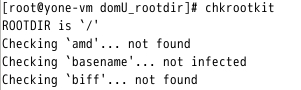 [root@yone-vm domU_rootdir]# chkrootkit
ROOTDIR is `/'
Checking `amd'... not found
Checking `basename'... not infected
Checking `biff'... not found